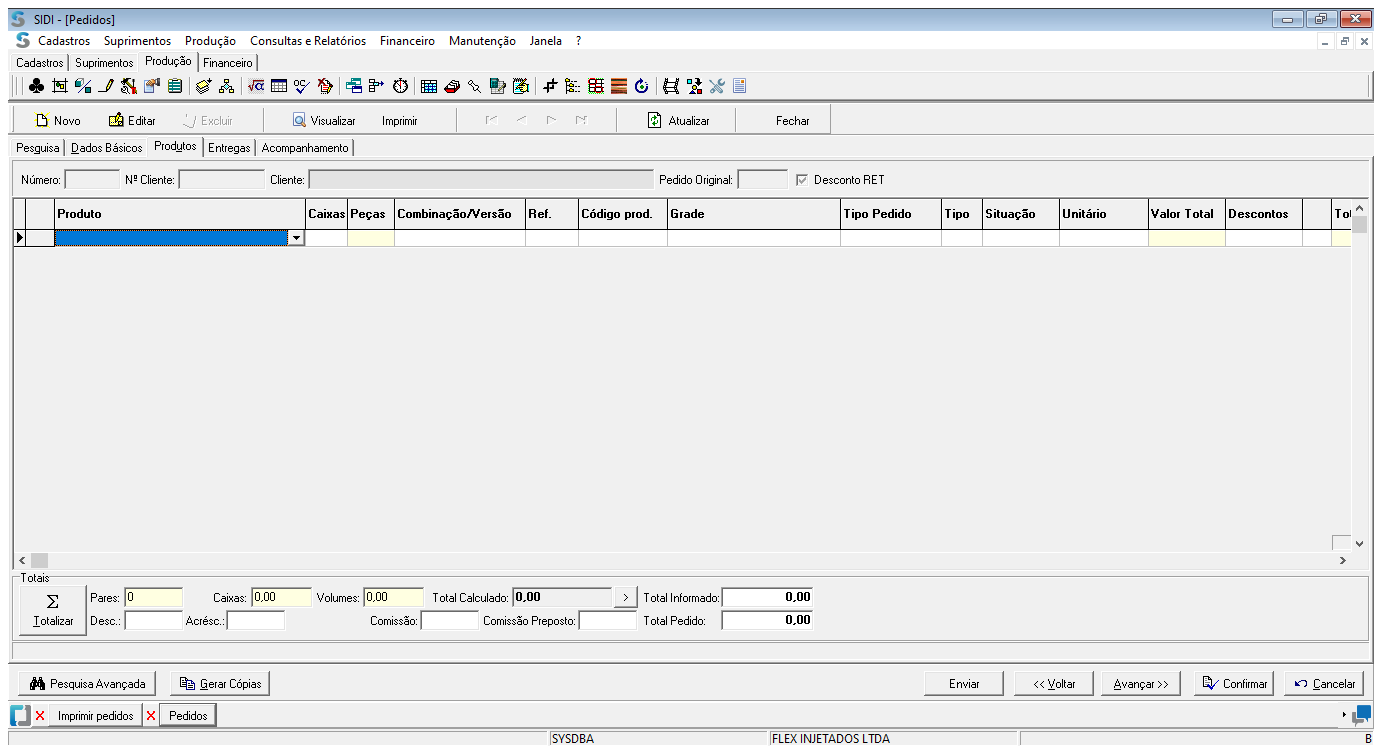 SIDI - [Pedidos]
Cadastros Suprimentos Produção Consultas e Relatórios Financeiro Manutenção Janela ?
Cadastros Suprimentos Produção Financeiro
Novo Editar Excluir Visualizar Imprimir Atualizar Fechar
Pesquisa Dados Básicos Produtos Entregas Acompanhamento
Número: Nº Cliente: Cliente: Pedido Original: Desconto RET
Produto Caixas Peças Combinação/Versão Ref. Código prod. Grade Tipo Pedido Tipo Situação Unitário Valor Total Descontos Tot
Totais
Σ Pares: 0 Caixas: 0,00 Volumes: 0,00 Total Calculado: 0,00 > Total Informado: 0,00
Totalizar Desc.: Acrésc.: Comissão: Comissão Preposto: Total Pedido: 0,00
Pesquisa Avançada Gerar Cópias Enviar << Voltar Avançar >> Confirmar Cancelar
Imprimir pedidos Pedidos
SYSDBA FLEX INJETADOS LTDA B